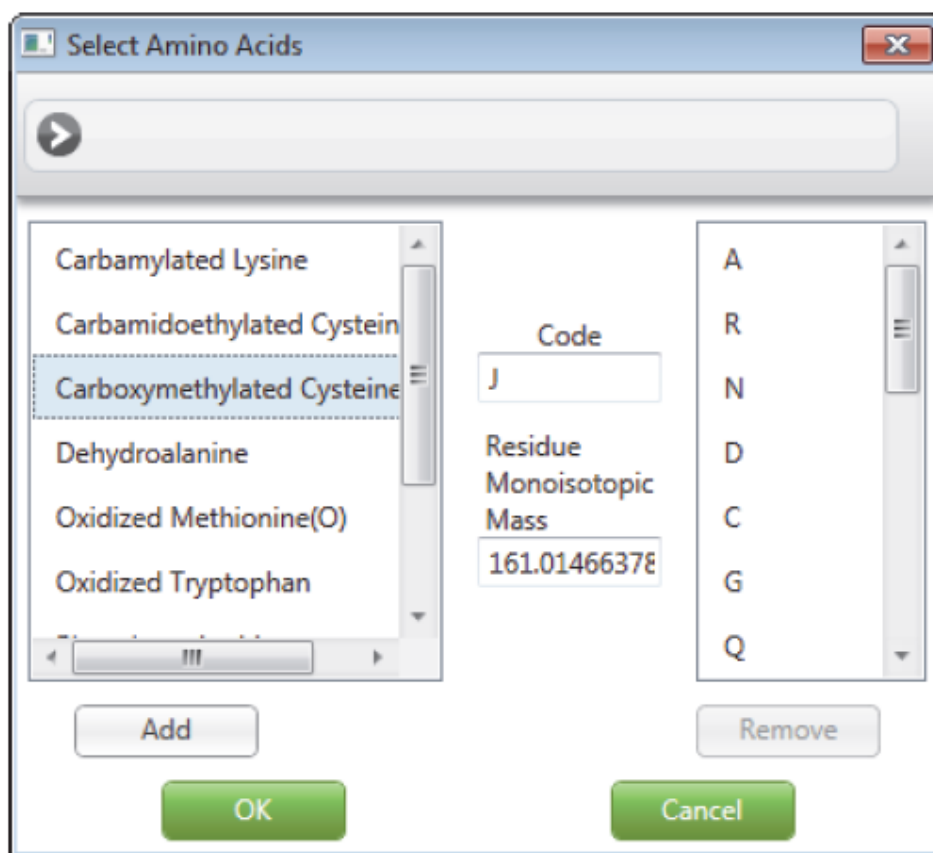 Select Amino Acids
Carbamylated Lysine
Carbamidoethylated Cystein
Carboxymethylated Cysteine
Dehydroalanine
Oxidized Methionine(O)
Oxidized Tryptophan
Code
J
Residue
Monoisotopic
Mass
161.01466378
A
R
N
D
C
G
Q
Add
Remove
OK
Cancel